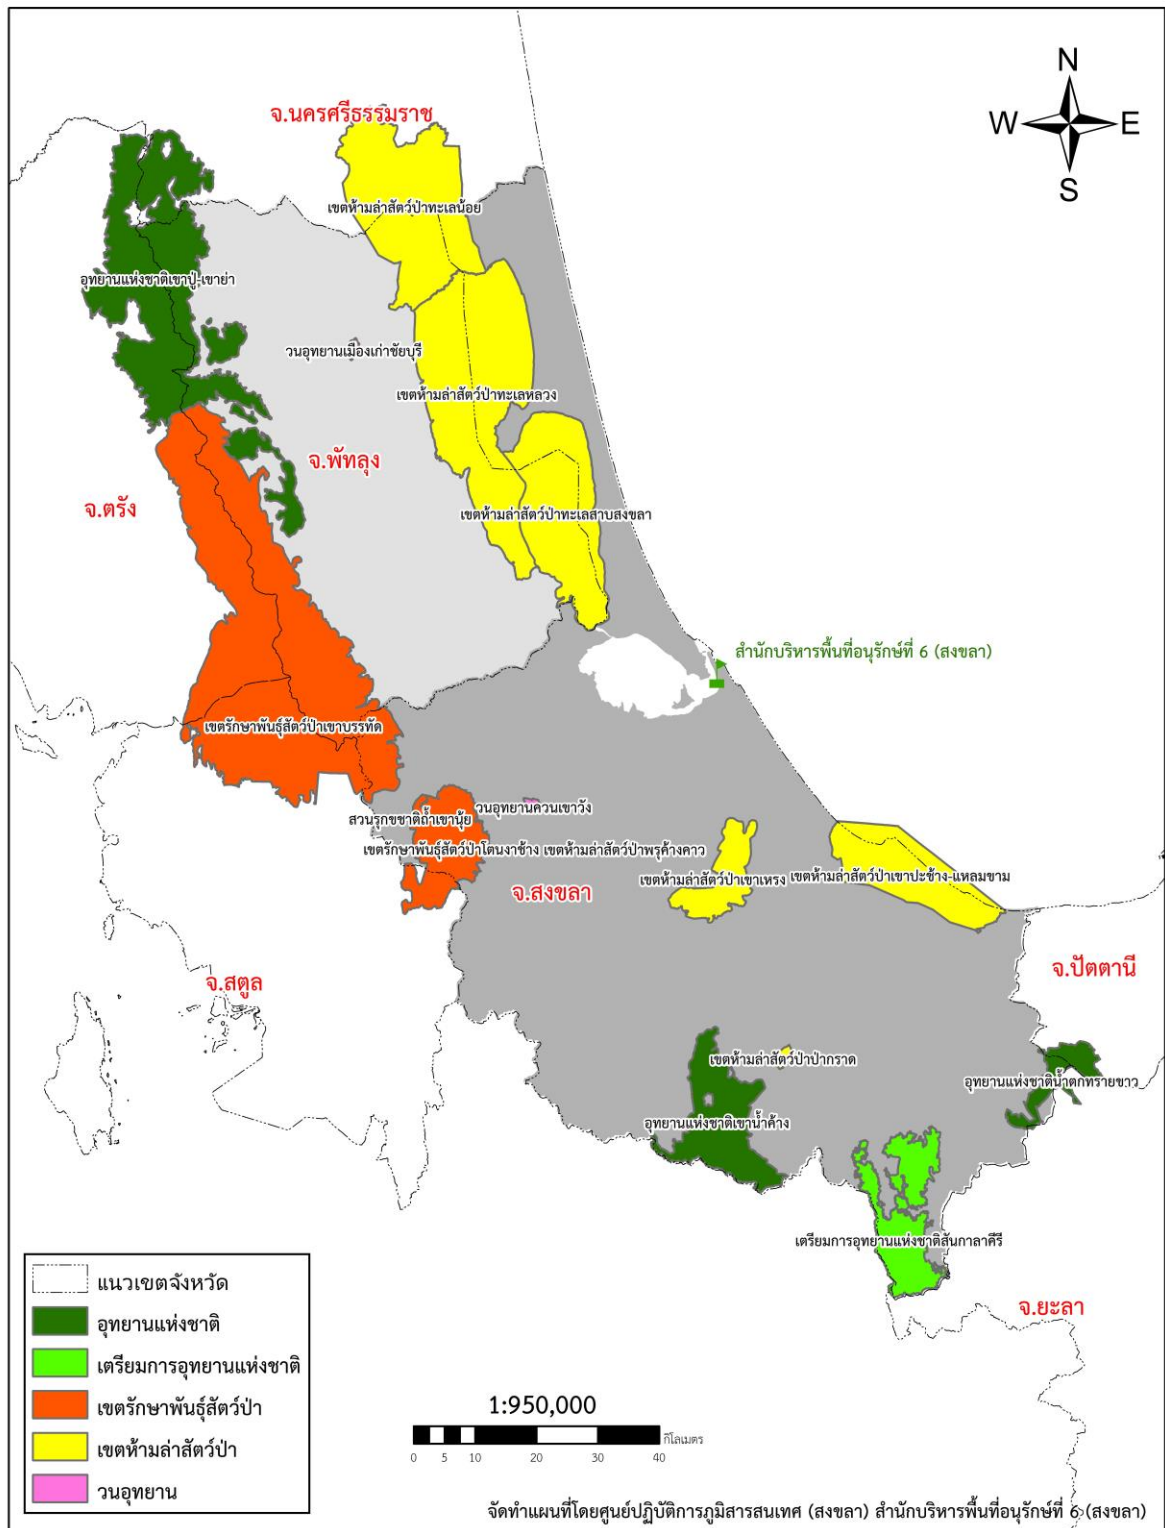 N
W E
S
จ.นครศรีธรรมราช
เขตห้ามล่าสัตว์ป่าทะเลน้อย
อุทยานแห่งชาติเขาปู่-เขาย่า
วนอุทยานเมืองเก่าชัยบุรี
เขตห้ามล่าสัตว์ป่าทะเลหลวง
จ.พัทลุง
จ.ตรัง
เขตห้ามล่าสัตว์ป่าทะเลสาบสงขลา
สำนักบริหารพื้นที่อนุรักษ์ที่ 6 (สงขลา)
เขตรักษาพันธุ์สัตว์ป่าเขาบรรทัด
วนอุทยานควนเขาวัง
สวนรุกขชาติถ้ำเขานุ้ย
เขตรักษาพันธุ์สัตว์ป่าโตนงาช้าง
เขตห้ามล่าสัตว์ป่าพรุค้างคาว
เขตห้ามล่าสัตว์ป่าเขาเหรง
เขตห้ามล่าสัตว์ป่าเขาปะช้าง-แหลมขาม
จ.สงขลา
จ.ปัตตานี
จ.สตูล
เขตห้ามล่าสัตว์ป่าป่ากราด
อุทยานแห่งชาติน้ำตกทรายขาว
อุทยานแห่งชาติเขาน้ำค้าง
เตรียมการอุทยานแห่งชาติสันกาลาคีรี
จ.ยะลา
แนวเขตจังหวัด
อุทยานแห่งชาติ
เตรียมการอุทยานแห่งชาติ
เขตรักษาพันธุ์สัตว์ป่า
เขตห้ามล่าสัตว์ป่า
วนอุทยาน
1:950,000
กิโลเมตร
0 5 10 20 30 40
จัดทำแผนที่โดยศูนย์ปฏิบัติการภูมิสารสนเทศ (สงขลา) สำนักบริหารพื้นที่อนุรักษ์ที่ 6 (สงขลา)